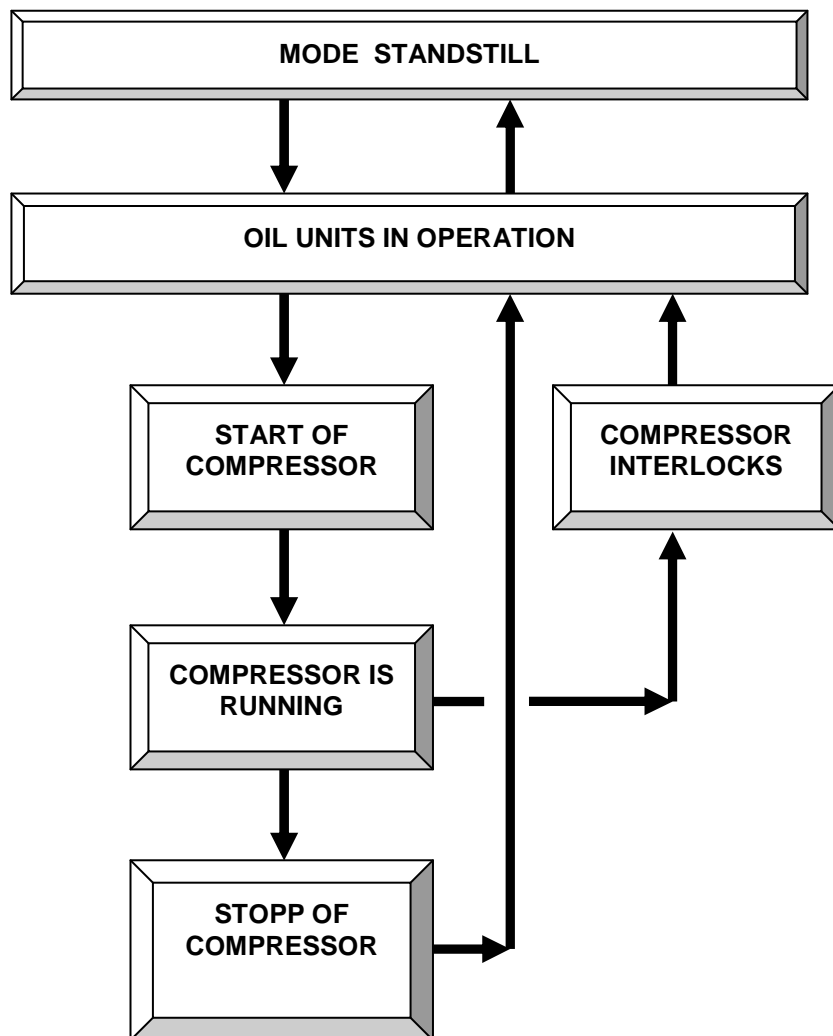 MODE  STANDSTILL
OIL UNITS IN OPERATION
START OF
COMPRESSOR
COMPRESSOR
INTERLOCKS
COMPRESSOR IS
RUNNING
STOPP OF
COMPRESSOR